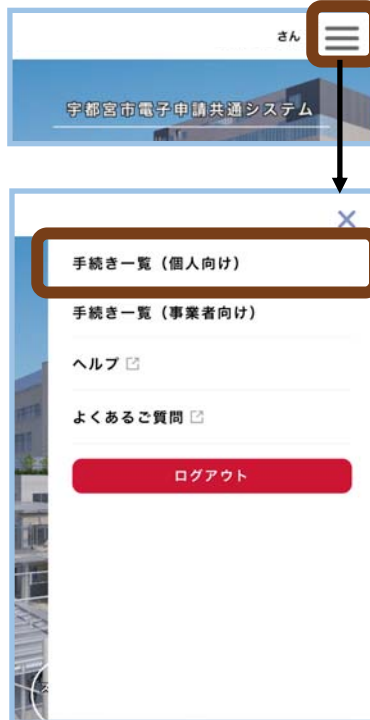 さん
宇都宮市電子申請共通システム
手続き一覧（個人向け）
手続き一覧（事業者向け）
ヘルプ
よくあるご質問
ログアウト